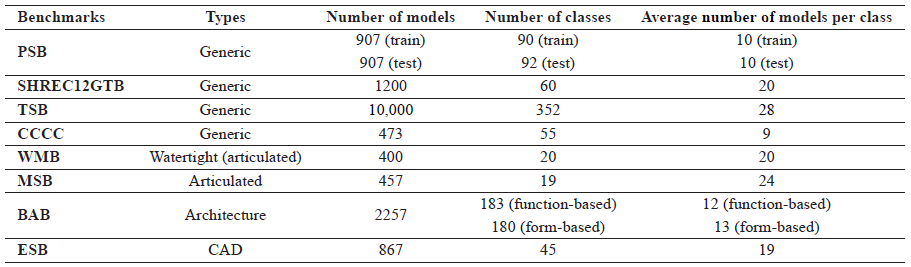 Benchmarks Types Number of models Number of classes Average number of models per class
PSB Generic 907 (train) 90 (train) 10 (train)
907 (test) 92 (test) 10 (test)
SHREC12GTB Generic 1200 60 20
TSB Generic 10,000 352 28
CCCC Generic 473 55 9
WMB Watertight (articulated) 400 20 20
MSB Articulated 457 19 24
BAB Architecture 2257 183 (function-based) 12 (function-based)
180 (form-based) 13 (form-based)
ESB CAD 867 45 19